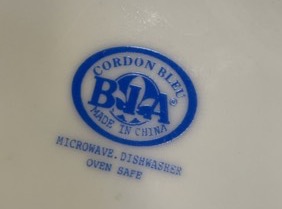 CORDON BLEU
BIA®
MADE IN CHINA
MICROWAVE. DISHWASHER
OVEN SAFE